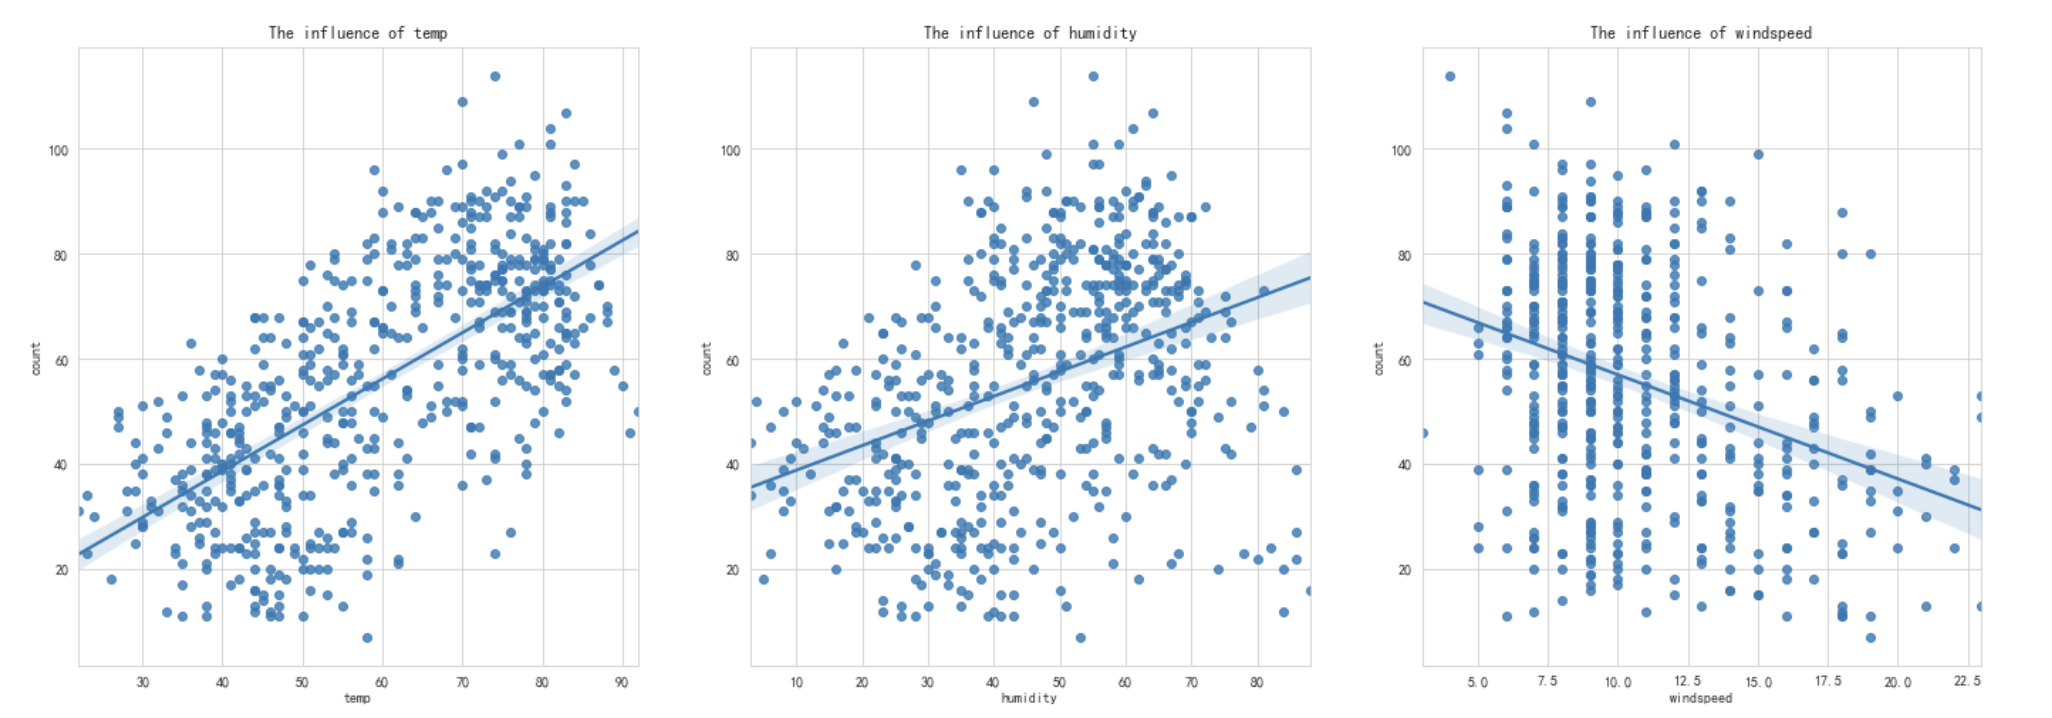 The influence of temp
count
100
80
60
40
20
30 40 50 60 70 80 90
temp
The influence of humidity
count
100
80
60
40
20
10 20 30 40 50 60 70 80
humidity
The influence of windspeed
count
100
80
60
40
20
5.0 7.5 10.0 12.5 15.0 17.5 20.0 22.5
windspeed